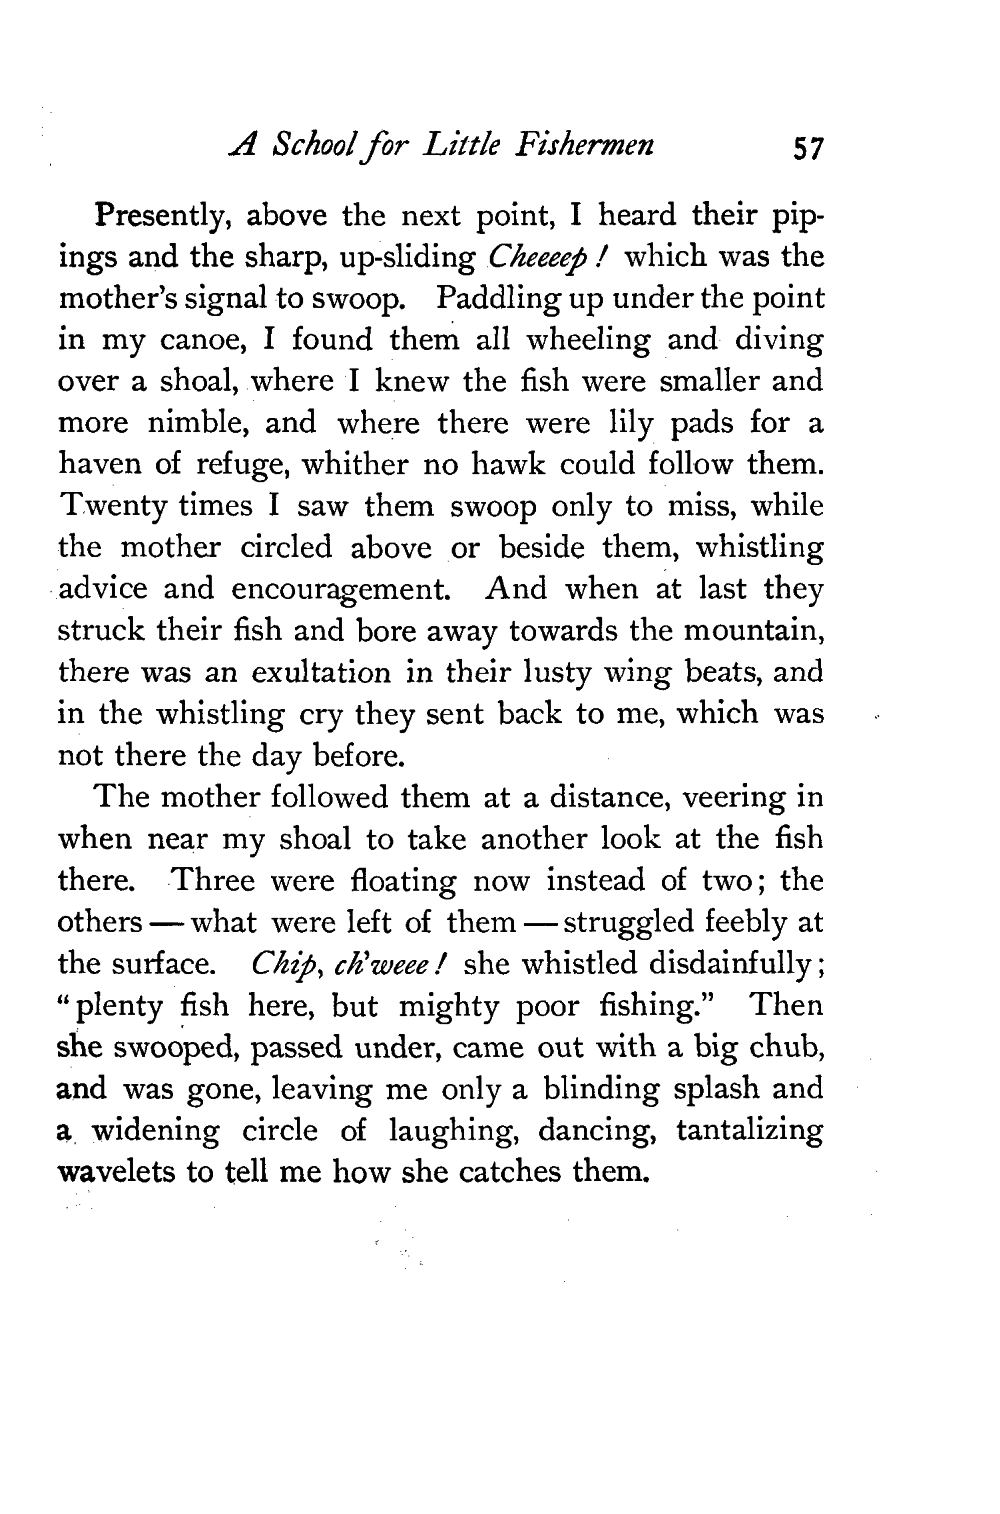 A School for Little Fishermen 57
Presently, above the next point, I heard their pip-
ings and the sharp, up-sliding Cheeeep! which was the
mother's signal to swoop. Paddling up under the point
in my canoe, I found them all wheeling and diving
over a shoal, where I knew the fish were smaller and
more nimble, and where there were lily pads for a
haven of refuge, whither no hawk could follow them.
Twenty times I saw them swoop only to miss, while
the mother circled above or beside them, whistling
advice and encouragement. And when at last they
struck their fish and bore away towards the mountain,
there was an exultation in their lusty wing beats, and
in the whistling cry they sent back to me, which was
not there the day before.
The mother followed them at a distance, veering in
when near my shoal to take another look at the fish
there. Three were floating now instead of two; the
others — what were left of them — struggled feebly at
the surface. Chip, ch'weee! she whistled disdainfully;
“plenty fish here, but mighty poor fishing.” Then
she swooped, passed under, came out with a big chub,
and was gone, leaving me only a blinding splash and
a widening circle of laughing, dancing, tantalizing
wavelets to tell me how she catches them.